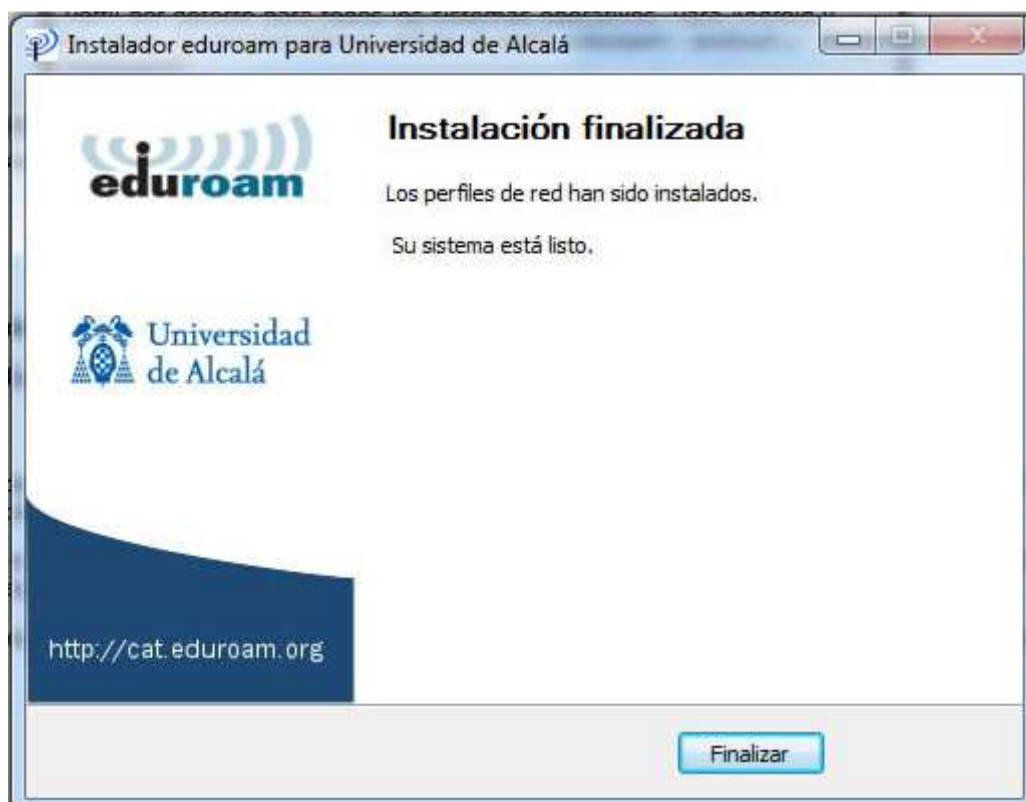 Instalador eduroam para Universidad de Alcalá
eduroam
Instalación finalizada
Los perfiles de red han sido instalados.
Su sistema está listo.
Universidad
de Alcalá
http://cat.eduroam.org
Finalizar